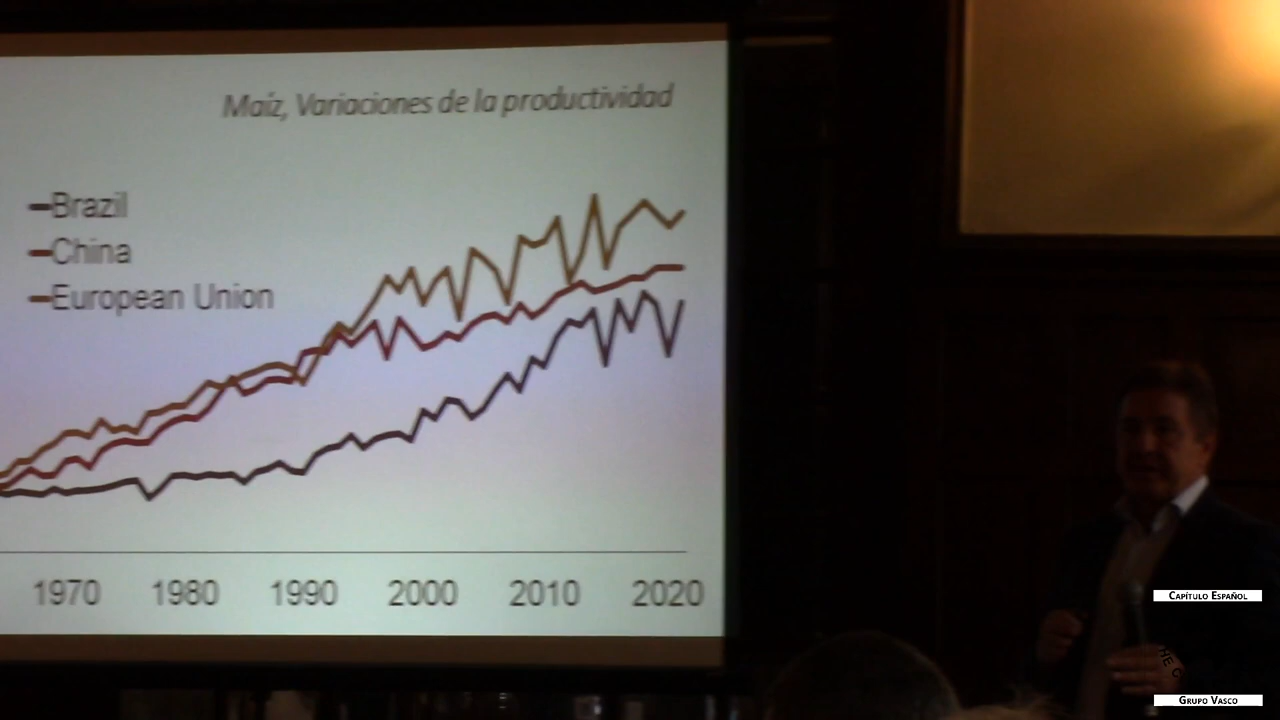 Maíz, Variaciones de la productividad
Brazil
China
European Union
1970 1980 1990 2000 2010 2020
Capítulo Español
Grupo Vasco